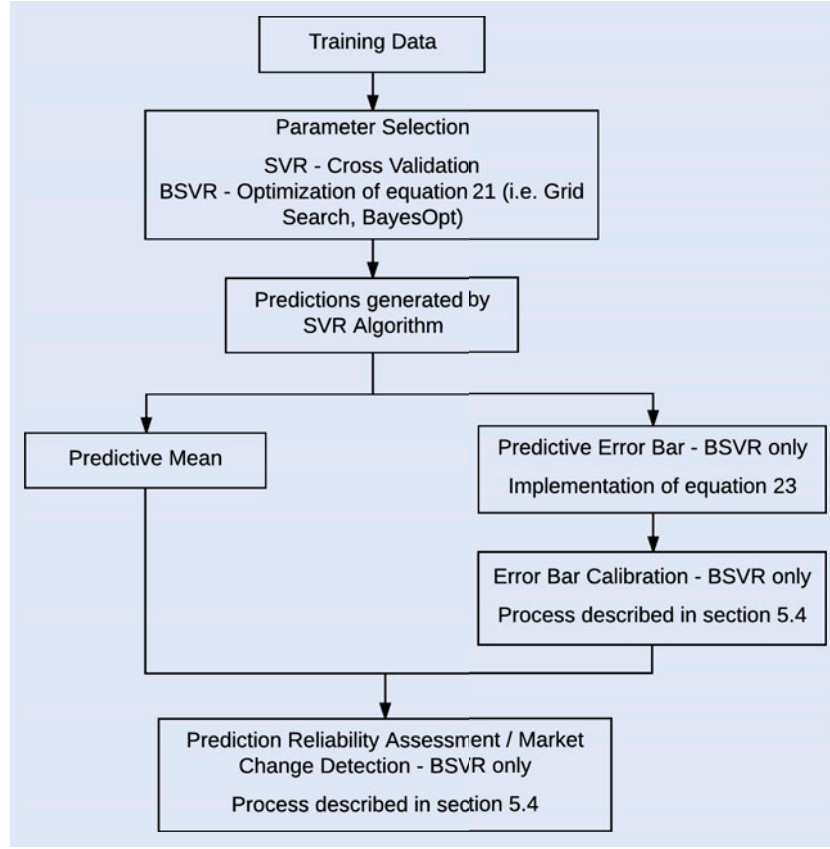 Training Data
Parameter Selection
SVR - Cross Validation
BSVR - Optimization of equation 21 (i.e. Grid
Search, BayesOpt)
Predictions generated by
SVR Algorithm
Predictive Mean
Predictive Error Bar - BSVR only
Implementation of equation 23
Error Bar Calibration - BSVR only
Process described in section 5.4
Prediction Reliability Assessment / Market
Change Detection - BSVR only
Process described in section 5.4